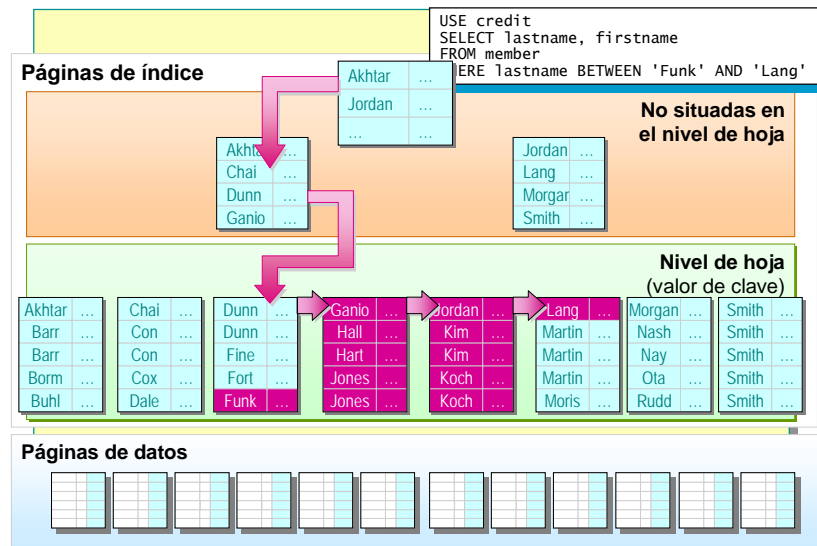 USE credit
SELECT lastname, firstname
FROM member
ERE lastname BETWEEN 'Funk' AND 'Lang'
Páginas de índice
Akhtar ...
Jordan ...
... ...
No situadas en
el nivel de hoja
Akhta ...
Chai ...
Dunn ...
Ganio ...
Jordan ...
Lang ...
Morgar ...
Smith ...
Nivel de hoja
(valor de clave)
Akhtar ...
Barr ...
Barr ...
Borm ...
Buhl ...
Chai ...
Con ...
Con ...
Cox ...
Dale ...
Dunn ...
Dunn ...
Fine ...
Fort ...
Funk ...
Ganio ...
Hall ...
Hart ...
Jones ...
Jones ...
Jordan ...
Kim ...
Kim ...
Koch ...
Koch ...
Lang ...
Martin ...
Martin ...
Martin ...
Moris ...
Morgan ...
Nash ...
Nay ...
Ota ...
Rudd ...
Smith ...
Smith ...
Smith ...
Smith ...
Smith ...
Páginas de datos